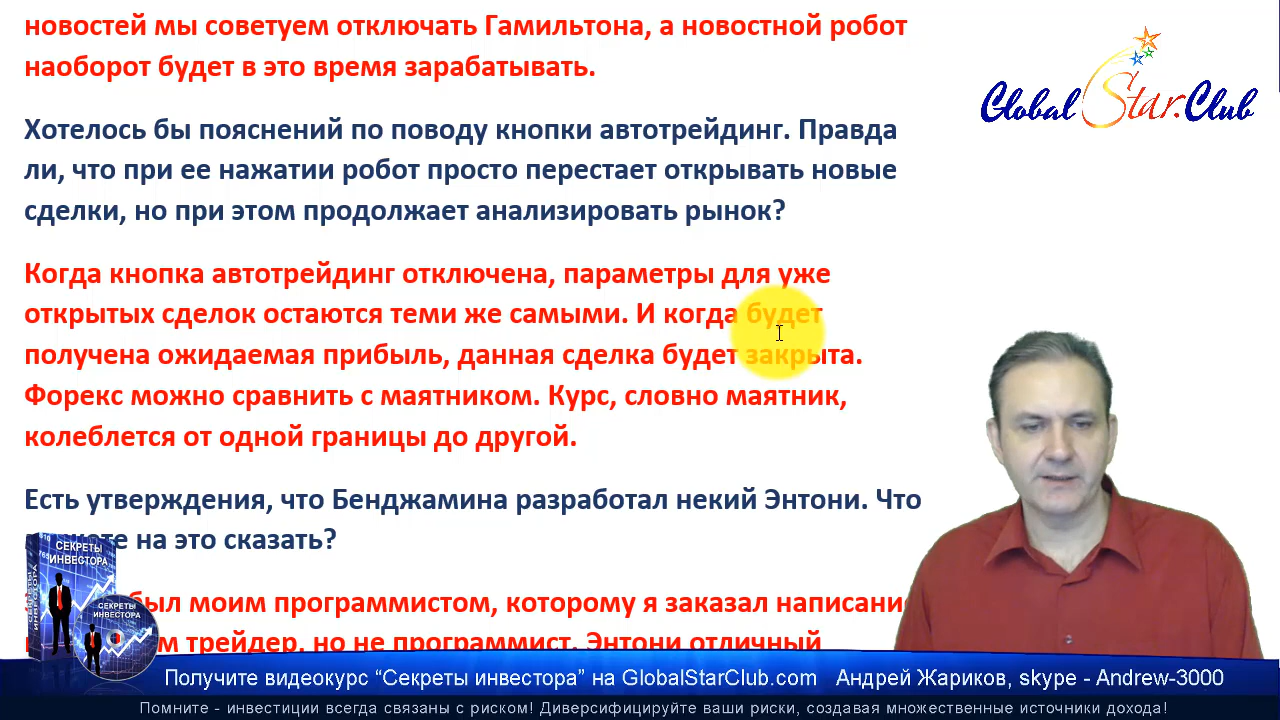 новостей мы советуем отключать Гамильтона, а новостной робот
наоборот будет в это время зарабатывать.
Global Star.Club
Хотелось бы пояснений по поводу кнопки автотрейдинг. Правда
ли, что при ее нажатии робот просто перестает открывать новые
сделки, но при этом продолжает анализировать рынок?
Когда кнопка автотрейдинг отключена, параметры для уже
открытых сделок остаются теми же самыми. И когда будет
получена ожидаемая прибыль, данная сделка будет закрыта.
Форекс можно сравнить с маятником. Курс, словно маятник,
колеблется от одной границы до другой.
Есть утверждения, что Бенджамина разработал некий Энтони. Что
на это сказать?
был моим программистом, которому я заказал
трейдер, но не программист. Энтони отличный
СЕКРЕТЫ
ИНВЕСТОРА
СЕКРЕТЫ ИНВЕСТОРА
СЕКРЕТЫ
ИНВЕСТОРА
Получите видеокурс “Секреты инвестора” на GlobalStarClub.com Андрей Жариков, skype - Andrew-3000
Помните - инвестиции всегда связаны с риском! Диверсифицируйте ваши риски, создавая множественные источники дохода!